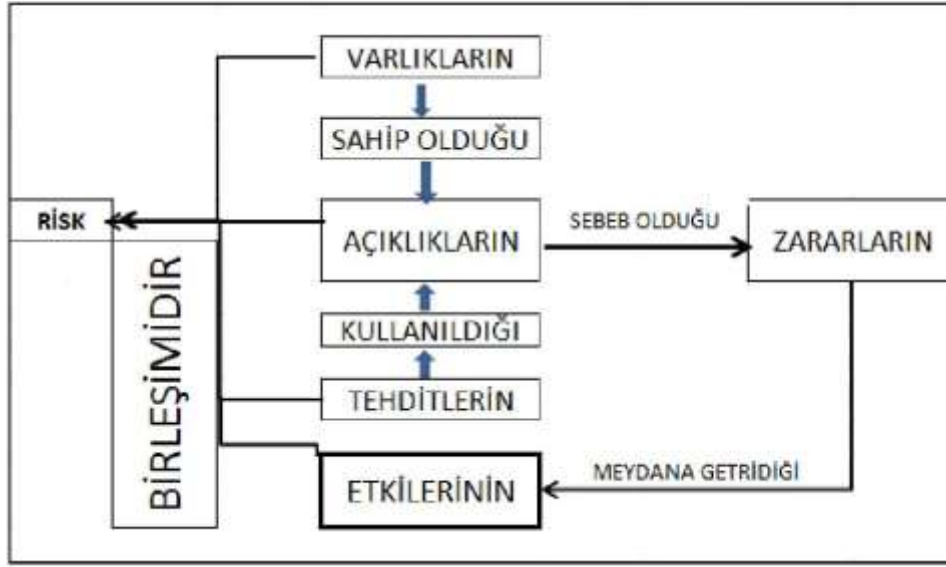 VARLIKLARIN
SAHİP OLDUĞU
RİSK
AÇIKLIKLARIN
SEBEB OLDUĞU
ZARARLARIN
KULLANILDIĞI
TEHDİTLERİN
BİRLEŞİMİDİR
ETKİLERİNİN
MEYDANA GETRİDİĞİ